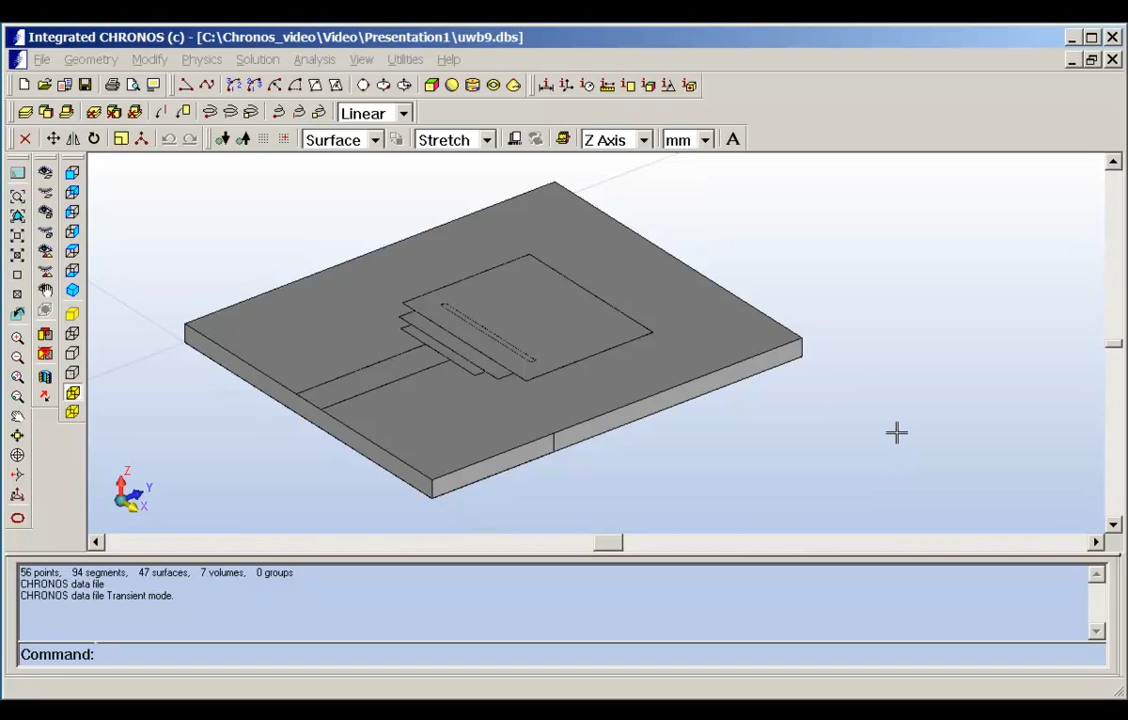 Integrated CHRONOS (c) - [C:\Chronos_video\Video\Presentation1\uwb9.dbs]
File Geometry Modify Physics Solution Analysis View Utilities Help
Linear
Surface Stretch Z Axis mm A
Z
Y
X
56 points, 94 segments, 47 surfaces, 7 volumes, 0 groups
CHRONOS data file
CHRONOS data file Transient mode.
Command: